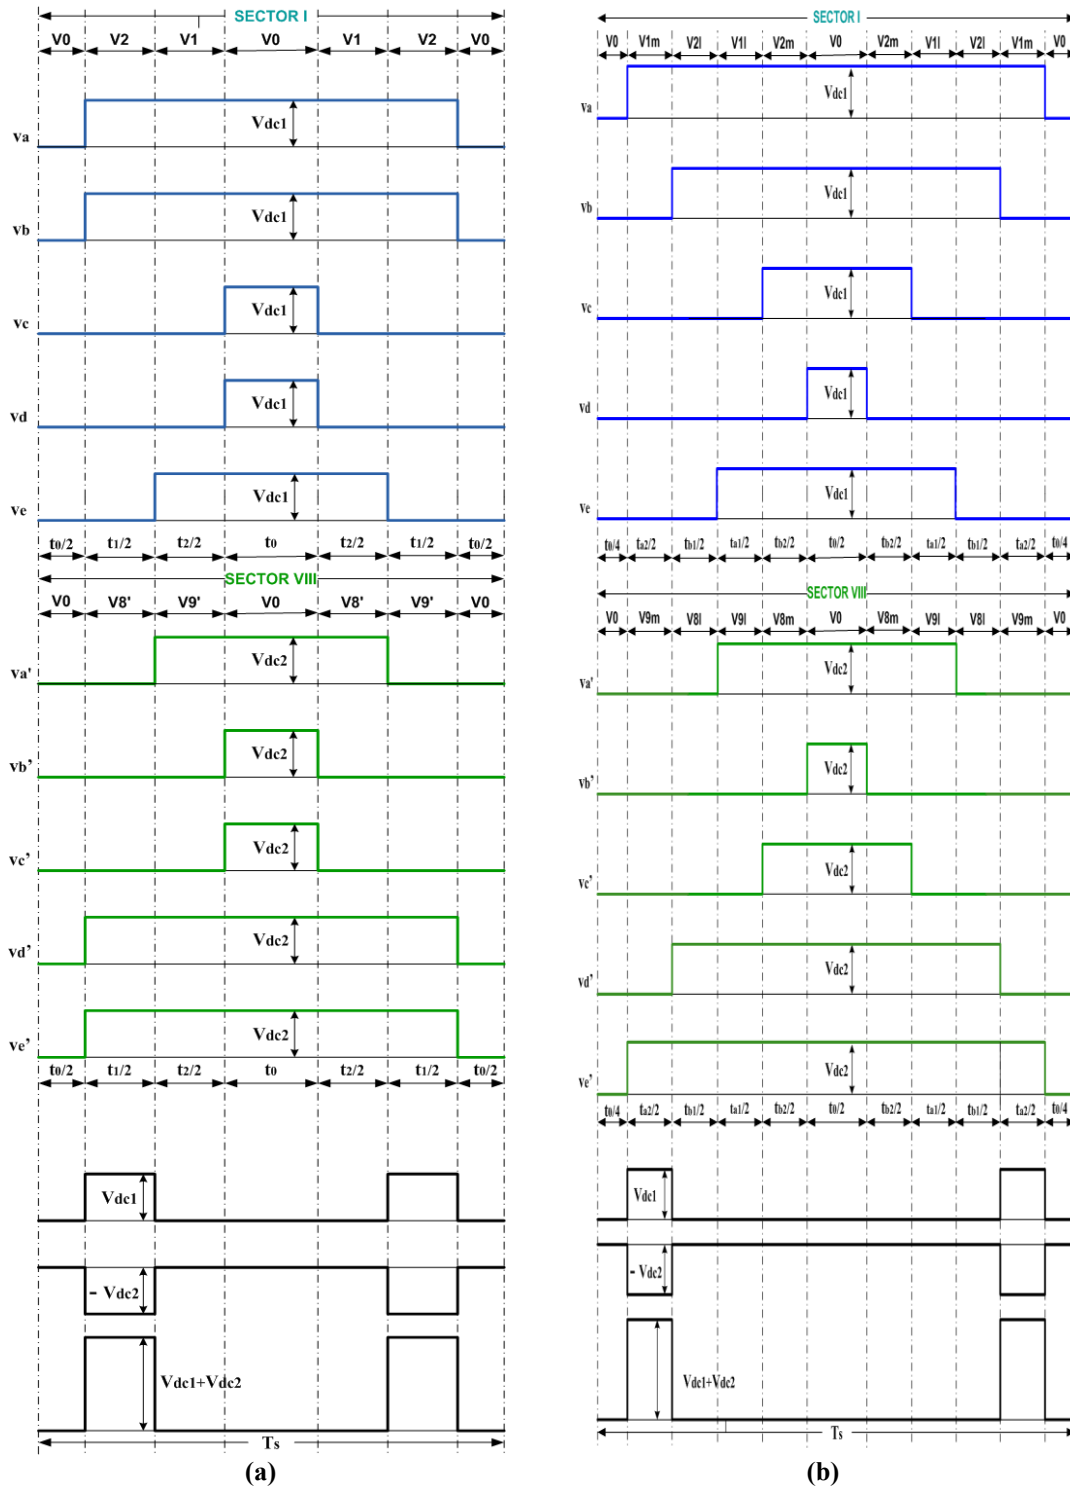 SECTOR I
V0 V2 V1 V0 V1 V2 V0
va Vdc1
vb Vdc1
vc Vdc1
vd Vdc1
ve Vdc1
t0/2 t1/2 t2/2 t0 t2/2 t1/2 t0/2
SECTOR VIII
V0 V8' V9' V0 V8' V9' V0
va' Vdc2
vb’ Vdc2
vc’ Vdc2
vd’ Vdc2
ve’ Vdc2
t0/2 t1/2 t2/2 t0 t2/2 t1/2 t0/2
Vdc1
- Vdc2
Vdc1+Vdc2
Ts
(a)
SECTOR I
V0 V1m V2l V1l V2m V0 V2m V1l V2l V1m V0
va Vdc1
vb Vdc1
vc Vdc1
vd Vdc1
ve Vdc1
t0/4 ta2/2 tb1/2 ta1/2 tb2/2 t0/2 tb2/2 ta1/2 tb1/2 ta2/2 t0/4
SECTOR VIII
V0 V9m V8l V9l V8m V0 V8m V9l V8l V9m V0
va' Vdc2
vb' Vdc2
vc’ Vdc2
vd’ Vdc2
ve’ Vdc2
t0/4 ta2/2 tb1/2 ta1/2 tb2/2 t0/2 tb2/2 ta1/2 tb1/2 ta2/2 t0/4
Vdc1
- Vdc2
Vdc1+Vdc2
Ts
(b)